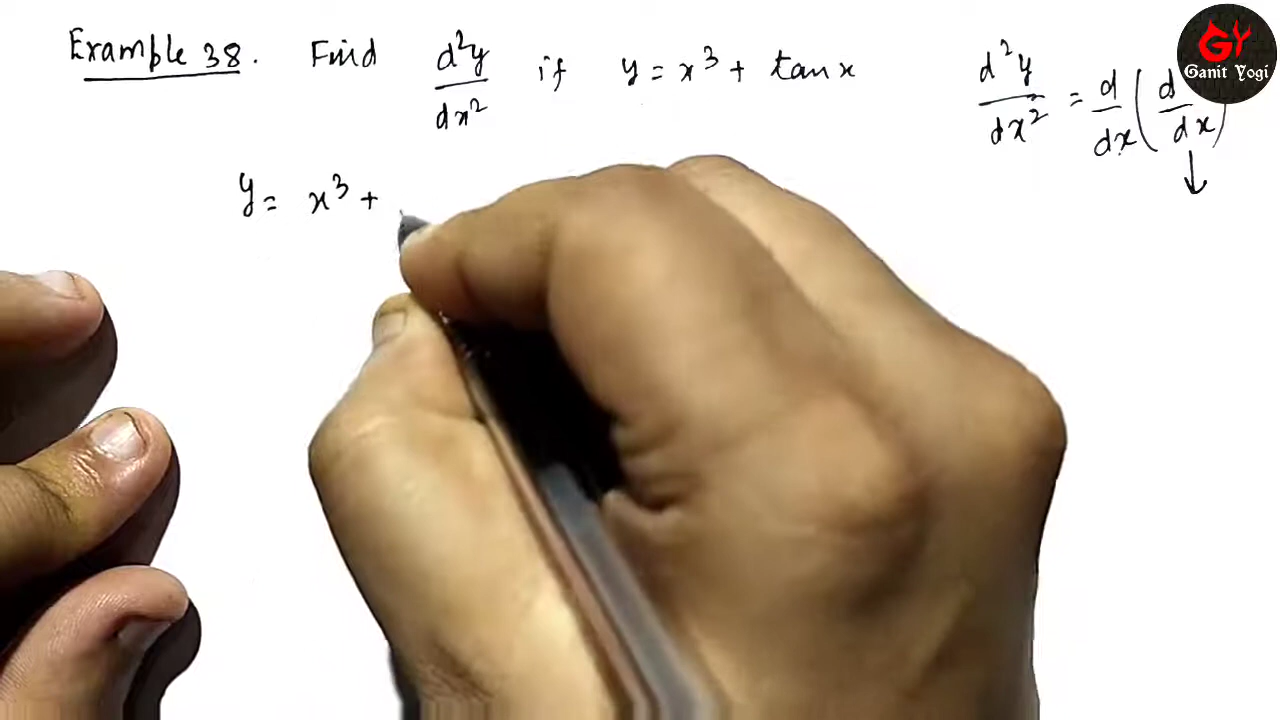 Example 38. Find d²y/dx² if y = x³ + tan x
d²y/dx² = d/dx (d/dx)
↓
y = x³ +
GY
Ganit Yogi